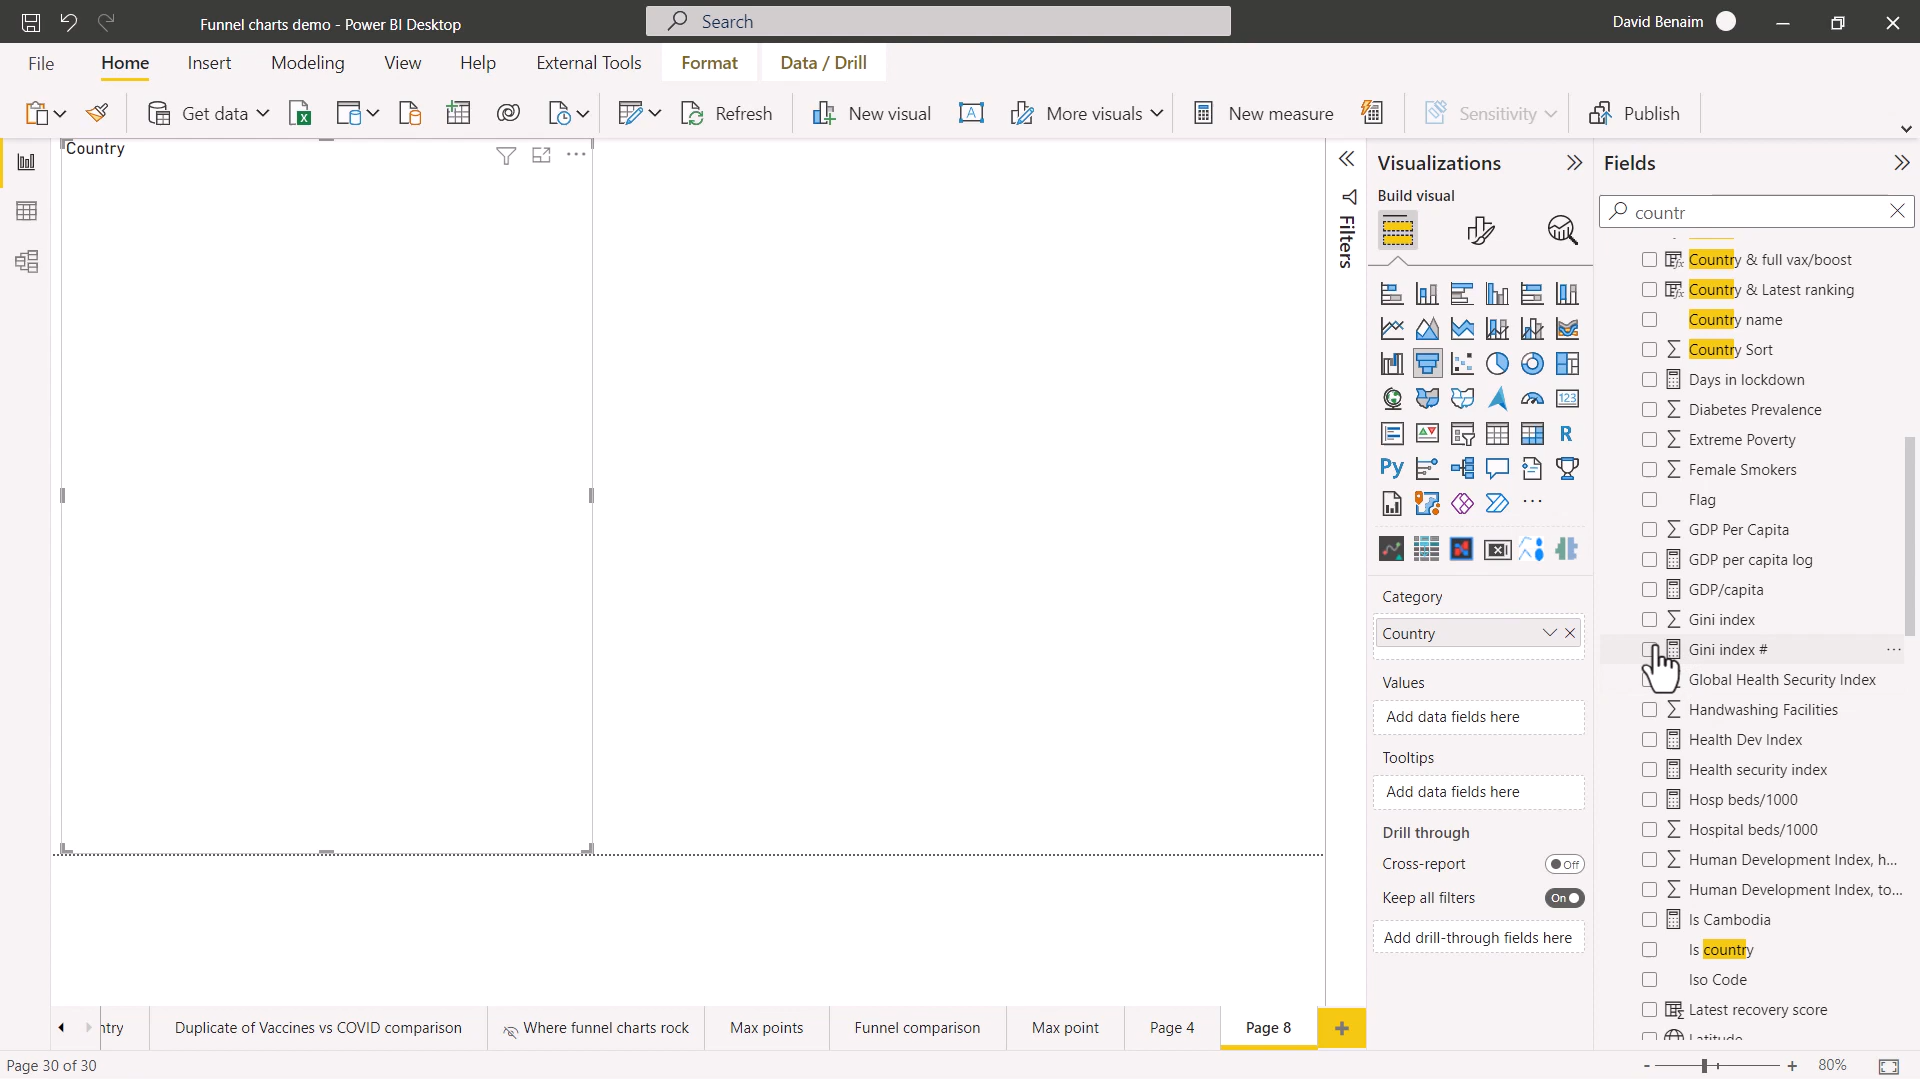 Funnel charts demo - Power BI Desktop
Search
David Benaim
File
Home
Insert
Modeling
View
Help
External Tools
Format
Data / Drill
Get data
Refresh
New visual
A
More visuals
New measure
Sensitivity
Publish
Country
Filters
Visualizations
Build visual
123
R
Py
Category
Country
Values
Add data fields here
Tooltips
Add data fields here
Drill through
Cross-report
Off
Keep all filters
On
Add drill-through fields here
Fields
countr
Country & full vax/boost
Country & Latest ranking
Country name
Country Sort
Days in lockdown
Diabetes Prevalence
Extreme Poverty
Female Smokers
Flag
GDP Per Capita
GDP per capita log
GDP/capita
Gini index
Gini index #
Global Health Security Index
Handwashing Facilities
Health Dev Index
Health security index
Hosp beds/1000
Hospital beds/1000
Human Development Index, h...
Human Development Index, to...
Is Cambodia
Is country
Iso Code
Latest recovery score
ntry
Duplicate of Vaccines vs COVID comparison
Where funnel charts rock
Max points
Funnel comparison
Max point
Page 4
Page 8
Page 30 of 30
80%